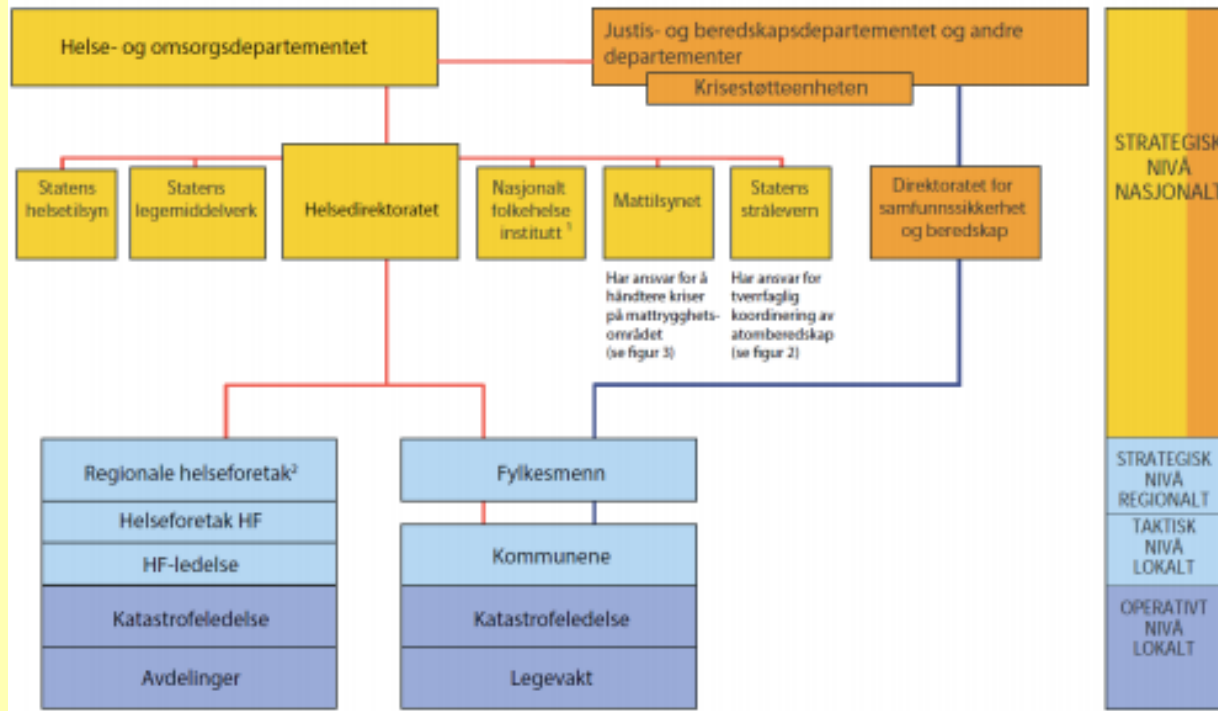 Helse- og omsorgsdepartementet
Justis- og beredskapsdepartementet og andre
departementer
Krisestøtteenheten
Statens
helsetilsyn
Statens
legemiddelverk
Helsedirektoratet
Nasjonalt
folkehelse
institutt ¹
Mattilsynet
Statens
strålevern
Direktoratet for
samfunnssikkerhet
og beredskap
Har ansvar for å
håndtere kriser
på mattrygghets-
området
(se figur 3)
Har ansvar for
tverrfaglig
koordinering av
atomberedskap
(se figur 2)
Regionale helseforetak²
Helseforetak HF
HF-ledelse
Katastrofeledelse
Avdelinger
Fylkesmenn
Kommunene
Katastrofeledelse
Legevakt
STRATEGISK
NIVÅ
NASJONALT
STRATEGISK
NIVÅ
REGIONALT
TAKTISK
NIVÅ
LOKALT
OPERATIVT
NIVÅ
LOKALT